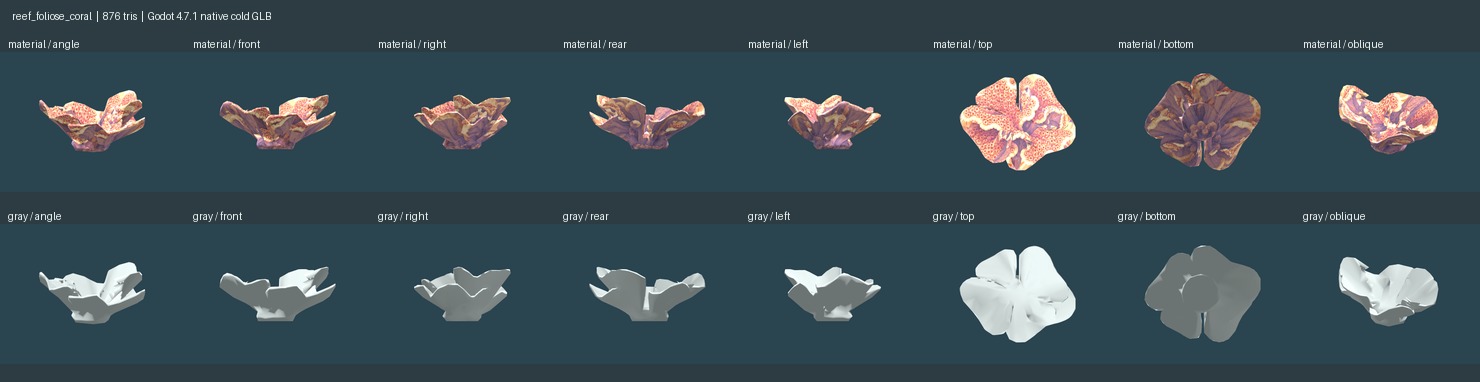 reef_foliose_coral | 876 tris | Godot 4.7.1 native cold GLB
material / angle material / front material / right material / rear material / left material / top material / bottom material / oblique
gray / angle gray / front gray / right gray / rear gray / left gray / top gray / bottom gray / oblique